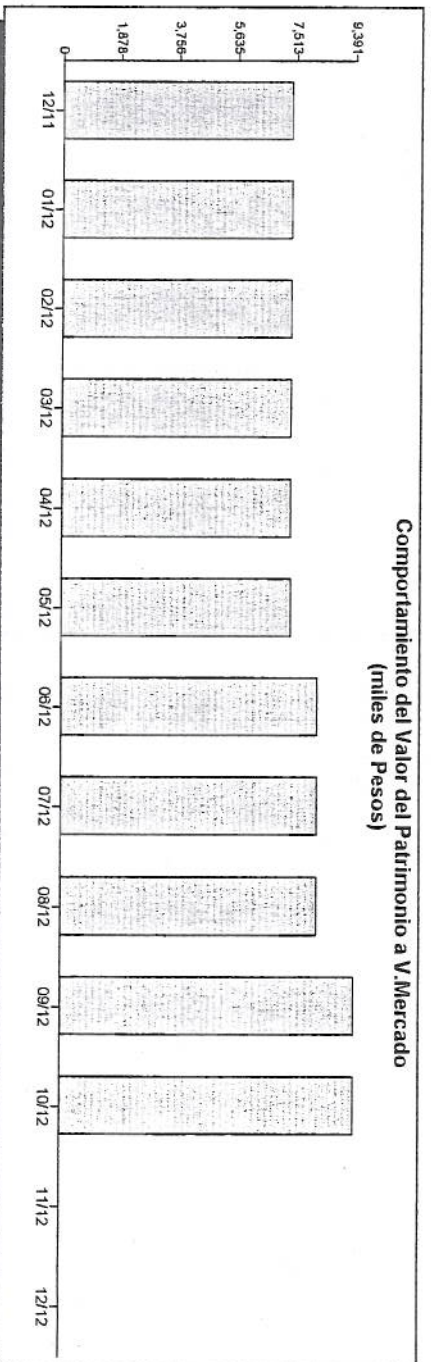 Comportamiento del Valor del Patrimonio a V.Mercado
(miles de Pesos)
9,391
7,513
5,635
3,756
1,878
0
12/11 01/12 02/12 03/12 04/12 05/12 06/12 07/12 08/12 09/12 10/12 11/12 12/12